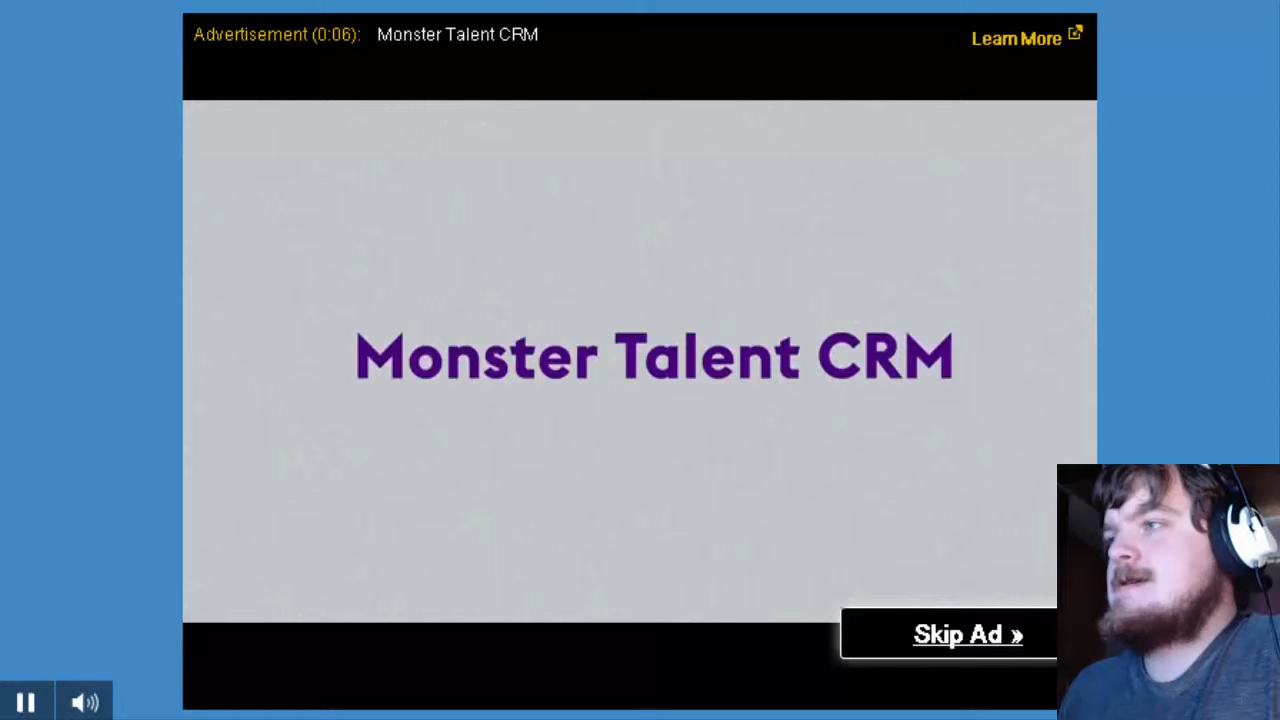 Advertisement (0:06): Monster Talent CRM
Learn More
Monster Talent CRM
Skip Ad »